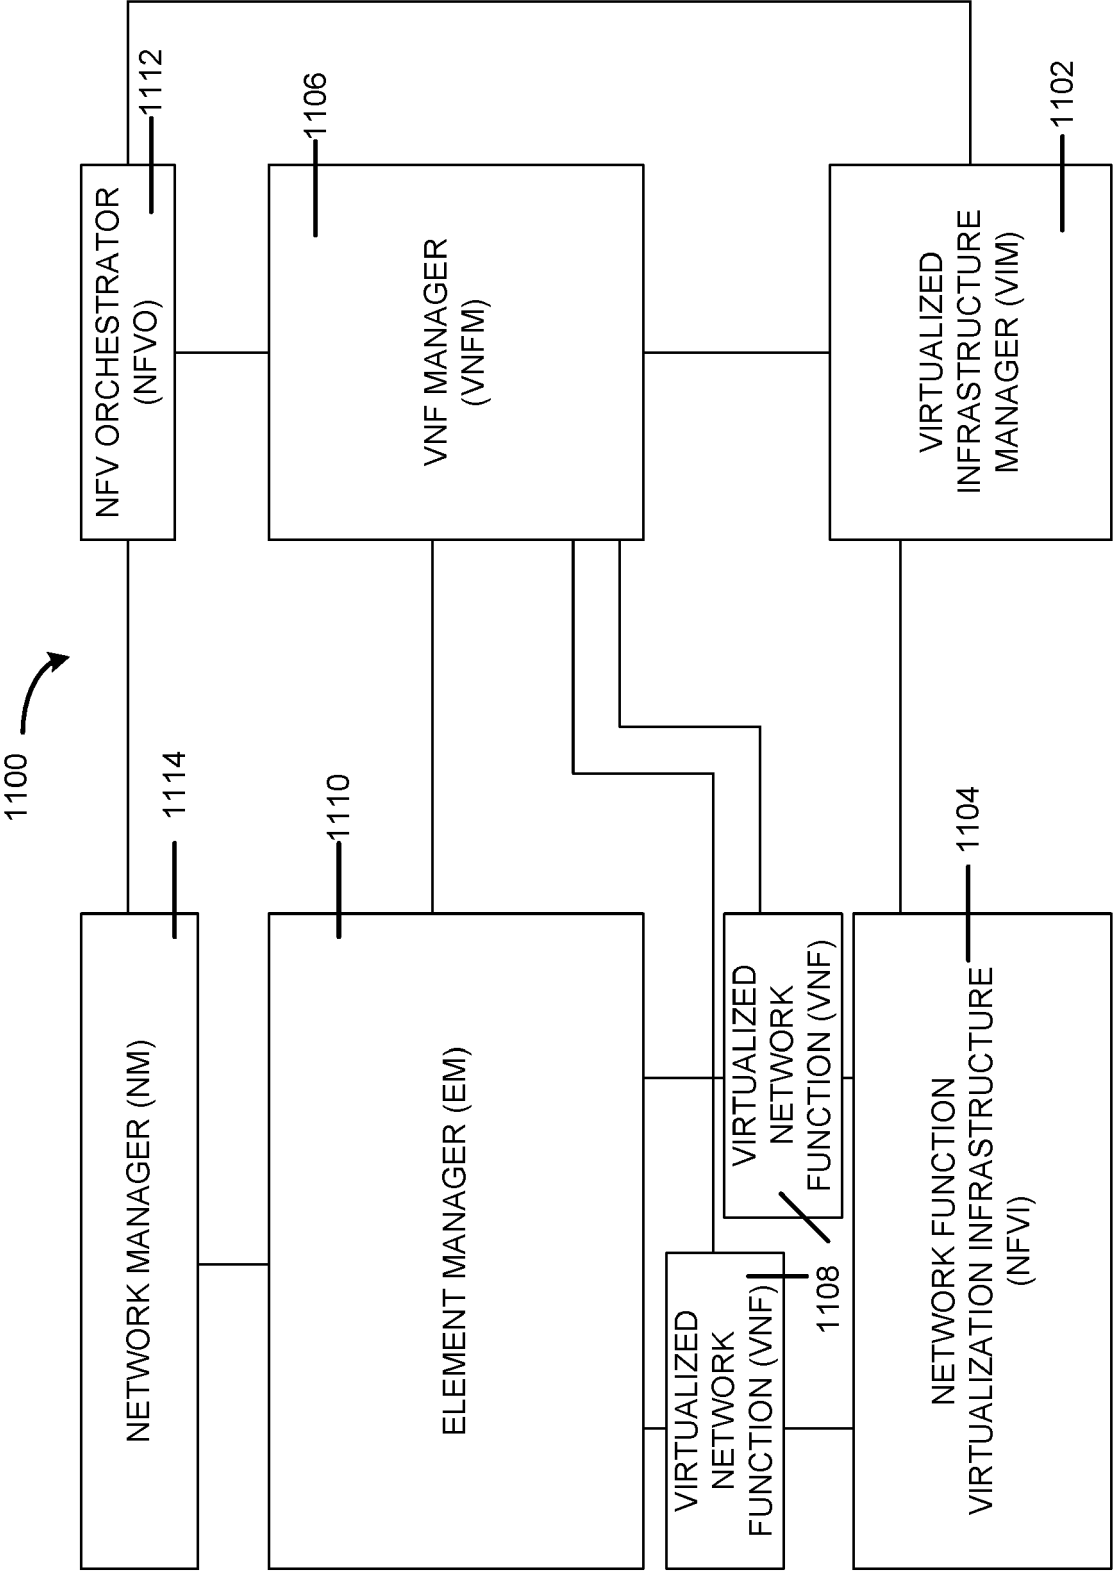 1100
NETWORK MANAGER (NM)
1114
NFV ORCHESTRATOR
(NFVO)
1112
ELEMENT MANAGER (EM)
1110
VNF MANAGER
(VNFM)
1106
VIRTUALIZED
NETWORK
FUNCTION (VNF)
VIRTUALIZED
NETWORK
FUNCTION (VNF)
1108
NETWORK FUNCTION
VIRTUALIZATION INFRASTRUCTURE
(NFVI)
1104
VIRTUALIZED
INFRASTRUCTURE
MANAGER (VIM)
1102